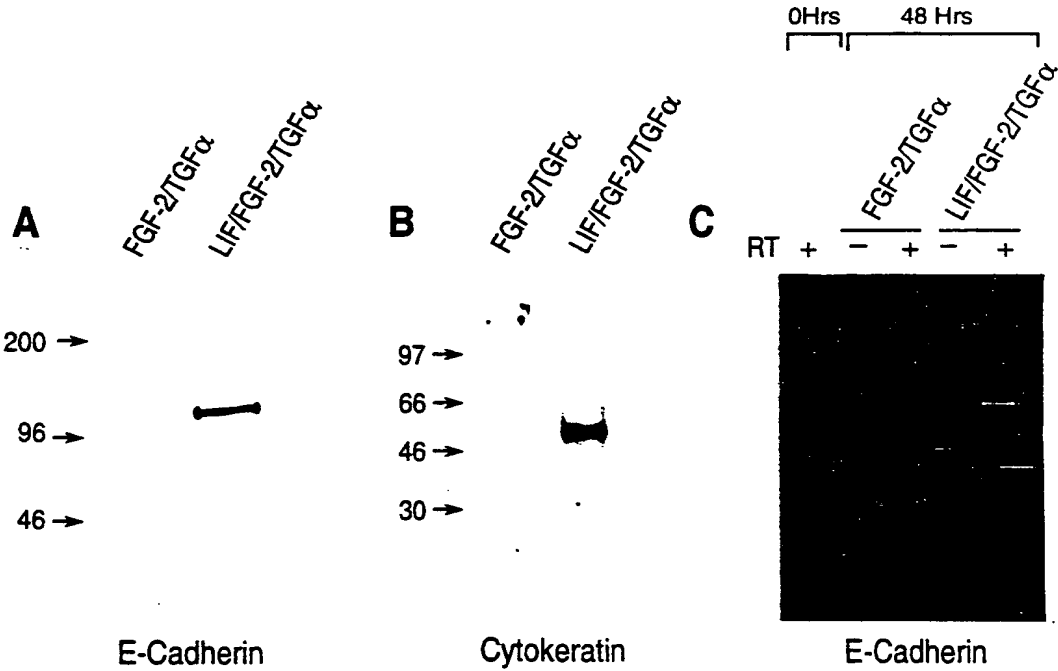 0Hrs 48 Hrs
A FGF-2/TGFα LIF/FGF-2/TGFα
200 →
96 →
46 →
E-Cadherin
B FGF-2/TGFα LIF/FGF-2/TGFα
97 →
66 →
46 →
30 →
Cytokeratin
C FGF-2/TGFα LIF/FGF-2/TGFα
RT + − + − +
E-Cadherin